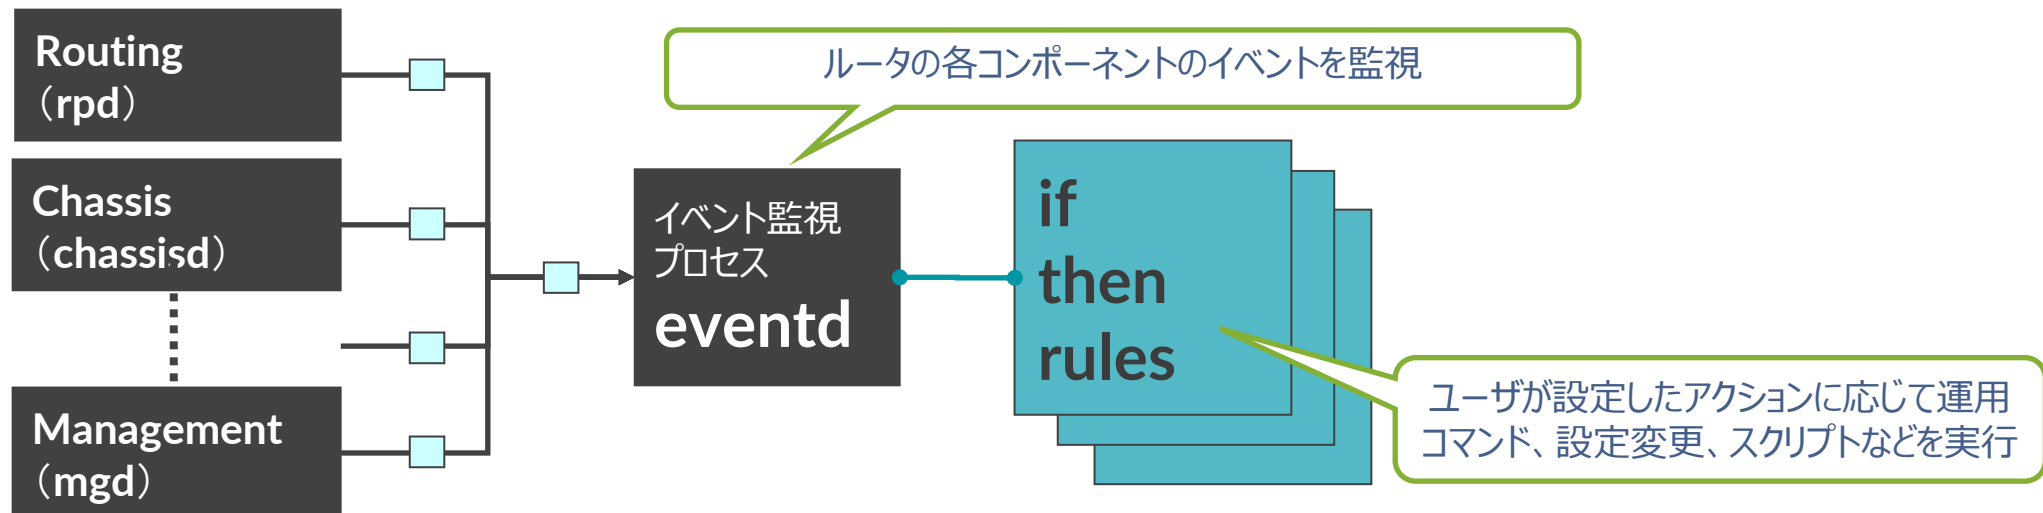 Routing
（rpd）
Chassis
（chassisd）
Management
（mgd）
ルータの各コンポーネントのイベントを監視
イベント監視
プロセス
eventd
if
then
rules
ユーザが設定したアクションに応じて運用
コマンド、設定変更、スクリプトなどを実行